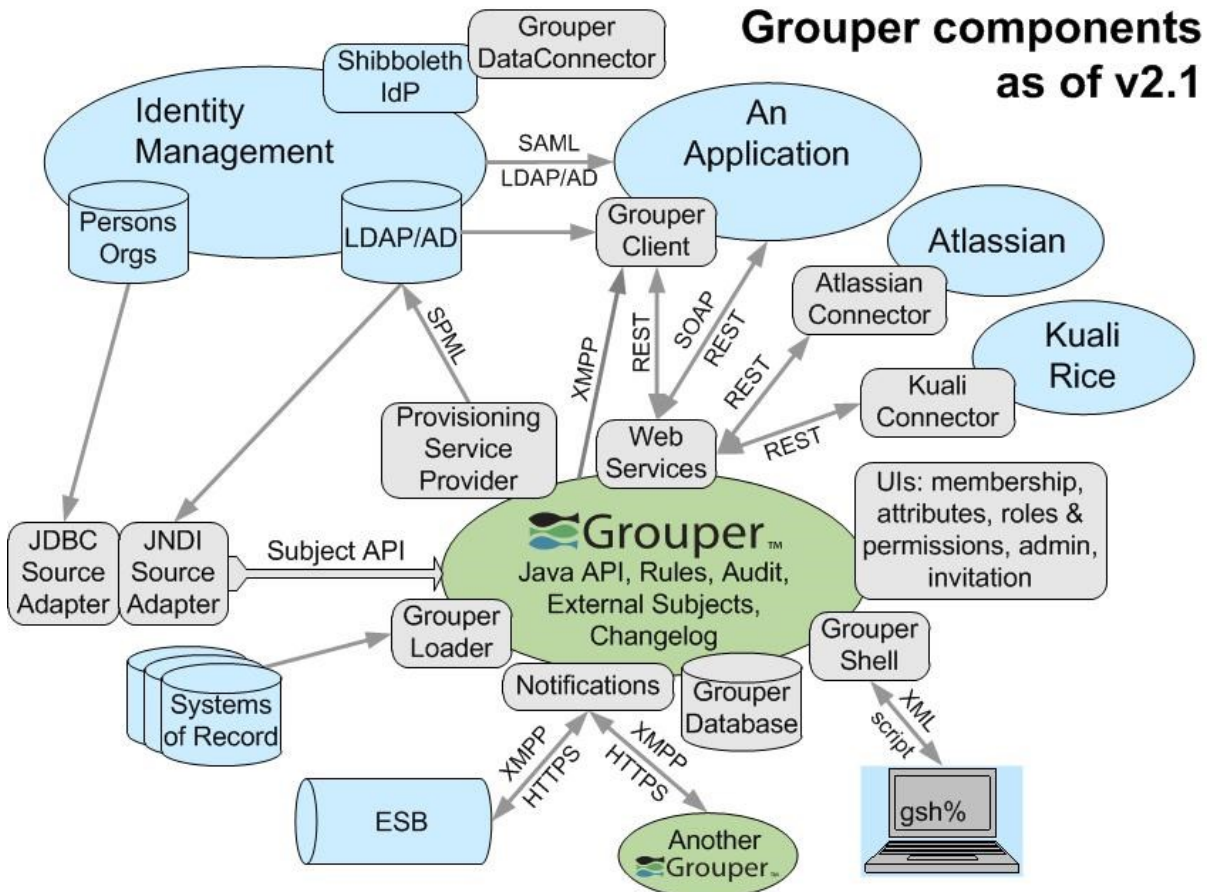 Grouper components
as of v2.1
Grouper
DataConnector
Shibboleth
IdP
Identity
Management
SAML
LDAP/AD
An
Application
Persons
Orgs
LDAP/AD
Grouper
Client
Atlassian
Atlassian
Connector
Kuali
Rice
Kuali
Connector
SPML
XMPP
REST
SOAP
REST
REST
REST
Provisioning
Service
Provider
Web
Services
UIs: membership,
attributes, roles &
permissions, admin,
invitation
JDBC
Source
Adapter
JNDI
Source
Adapter
Subject API
Grouper™
Java API, Rules, Audit,
External Subjects,
Changelog
Grouper
Loader
Grouper
Shell
Systems
of Record
Notifications
Grouper
Database
XML
script
XMPP
HTTPS
XMPP
HTTPS
ESB
Another
Grouper™
gsh%